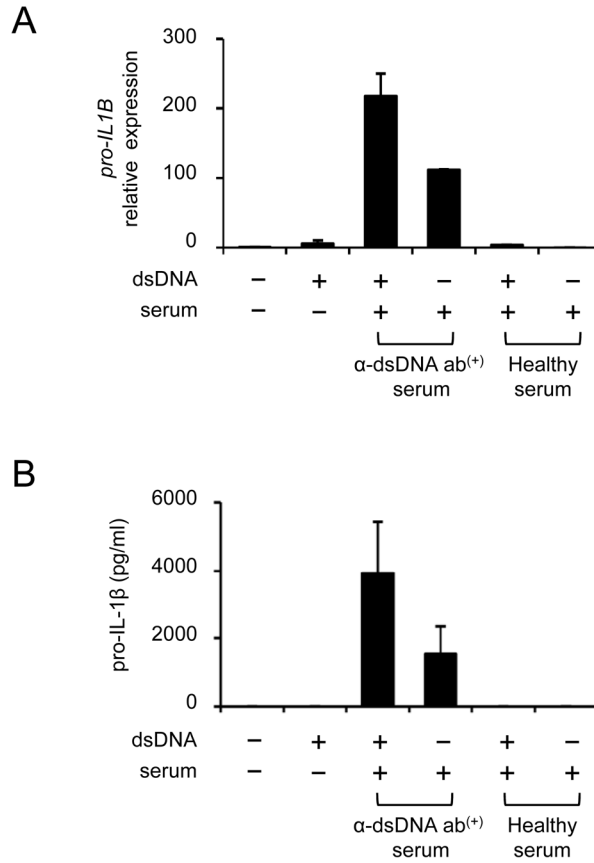 A
pro-IL1B
relative expression
300
200
100
0
dsDNA − + + − + −
serum − − + + + +
α-dsDNA ab(+)
serum
Healthy
serum
B
pro-IL-1β (pg/ml)
6000
4000
2000
0
dsDNA − + + − + −
serum − − + + + +
α-dsDNA ab(+)
serum
Healthy
serum